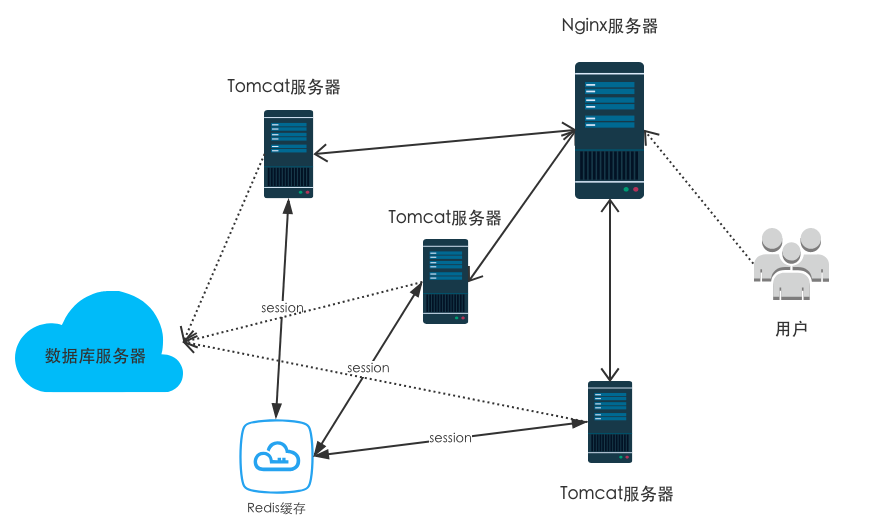 Nginx服务器
Tomcat服务器
Tomcat服务器
session
用户
数据库服务器
session
session
Tomcat服务器
Redis缓存